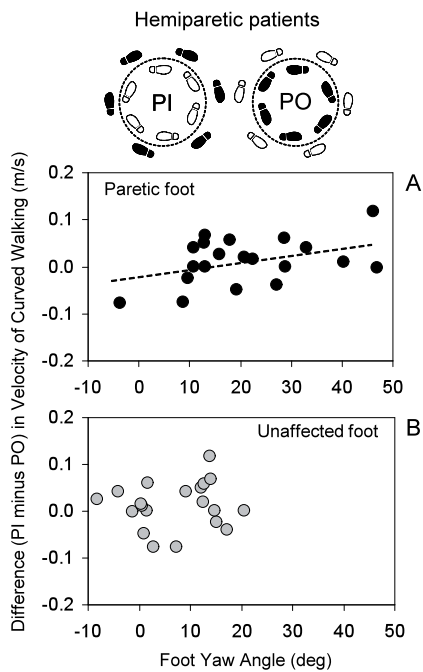 Hemiparetic patients
PI PO
Difference (PI minus PO) in Velocity of Curved Walking (m/s)
A
Paretic foot
0.2
0.1
0.0
-0.1
-0.2
-10 0 10 20 30 40 50
B
Unaffected foot
0.2
0.1
0.0
-0.1
-0.2
-10 0 10 20 30 40 50
Foot Yaw Angle (deg)